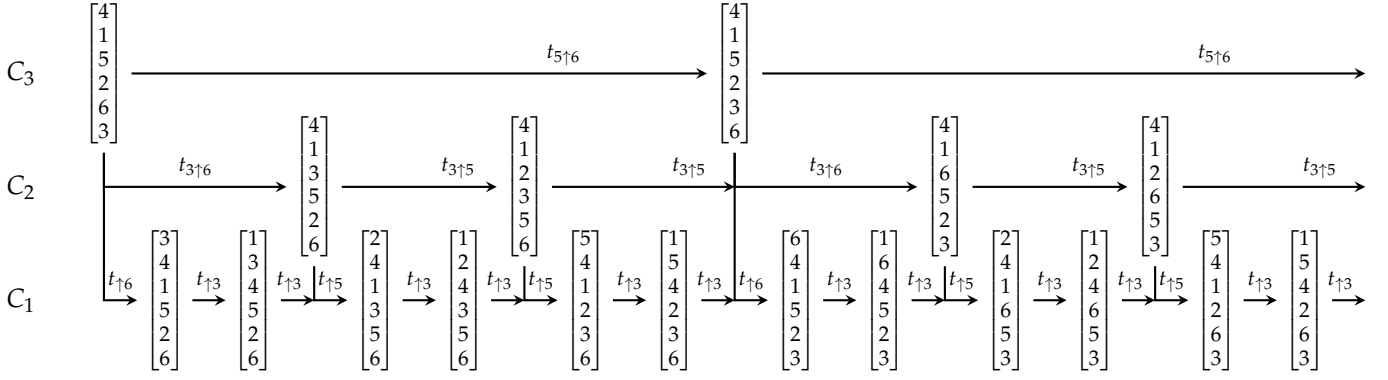 C₃ [4 1 5 2 6 3] t₅↑₆ [4 1 5 2 3 6] t₅↑₆
C₂ t₃↑₆ [4 1 3 5 2 6] t₃↑₅ [4 1 2 3 5 6] t₃↑₅ t₃↑₆ [4 1 6 5 2 3] t₃↑₅ [4 1 2 6 5 3] t₃↑₅
C₁ t↑₆ [3 4 1 5 2 6] t↑₃ [1 3 4 5 2 6] t↑₃ t↑₅ [2 4 1 3 5 6] t↑₃ [1 2 4 3 5 6] t↑₃ t↑₅ [5 4 1 2 3 6] t↑₃ [1 5 4 2 3 6] t↑₃ t↑₆ [6 4 1 5 2 3] t↑₃ [1 6 4 5 2 3] t↑₃ t↑₅ [2 4 1 6 5 3] t↑₃ [1 2 4 6 5 3] t↑₃ t↑₅ [5 4 1 2 6 3] t↑₃ [1 5 4 2 6 3] t↑₃